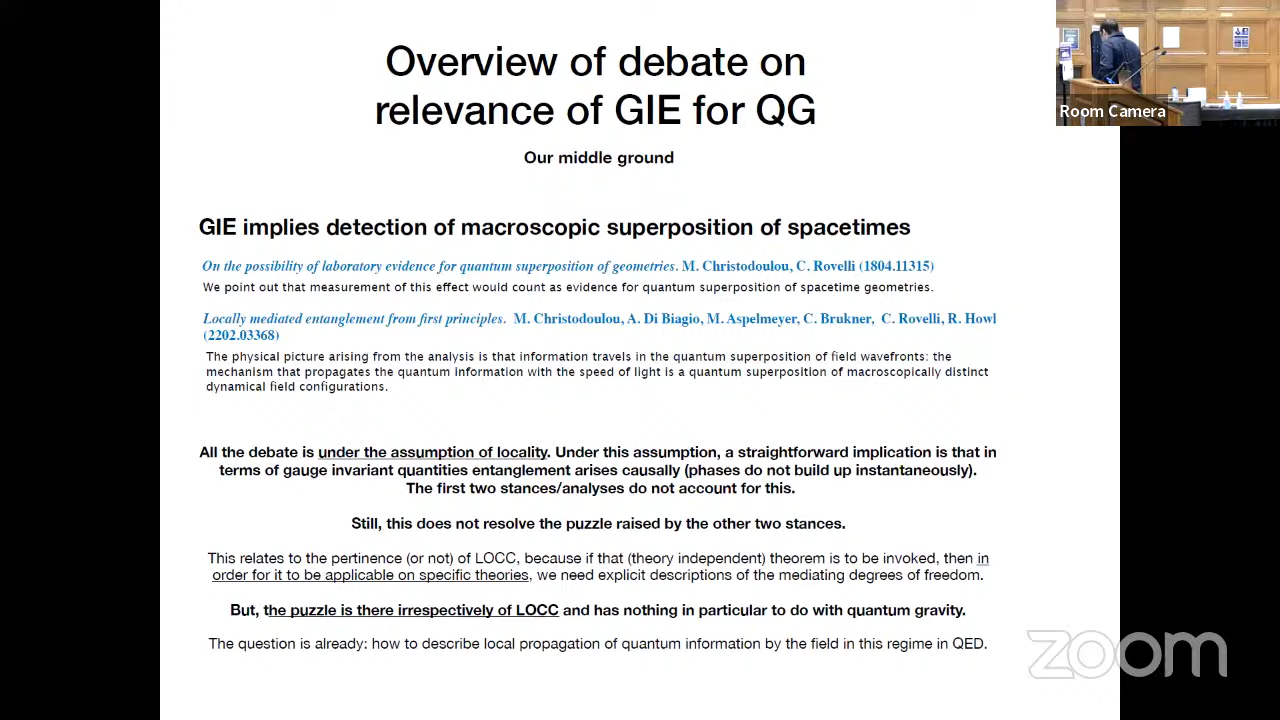 Overview of debate on
relevance of GIE for QG
Our middle ground
GIE implies detection of macroscopic superposition of spacetimes
On the possibility of laboratory evidence for quantum superposition of geometries. M. Christodoulou, C. Rovelli (1804.11315)
We point out that measurement of this effect would count as evidence for quantum superposition of spacetime geometries.
Locally mediated entanglement from first principles. M. Christodoulou, A. Di Biagio, M. Aspelmeyer, C. Brukner, C. Rovelli, R. Howl
(2202.03368)
The physical picture arising from the analysis is that information travels in the quantum superposition of field wavefronts: the
mechanism that propagates the quantum information with the speed of light is a quantum superposition of macroscopically distinct
dynamical field configurations.
All the debate is under the assumption of locality. Under this assumption, a straightforward implication is that in
terms of gauge invariant quantities entanglement arises causally (phases do not build up instantaneously).
The first two stances/analyses do not account for this.
Still, this does not resolve the puzzle raised by the other two stances.
This relates to the pertinence (or not) of LOCC, because if that (theory independent) theorem is to be invoked, then in
order for it to be applicable on specific theories, we need explicit descriptions of the mediating degrees of freedom.
But, the puzzle is there irrespectively of LOCC and has nothing in particular to do with quantum gravity.
The question is already: how to describe local propagation of quantum information by the field in this regime in QED.
Room Camera
zoom